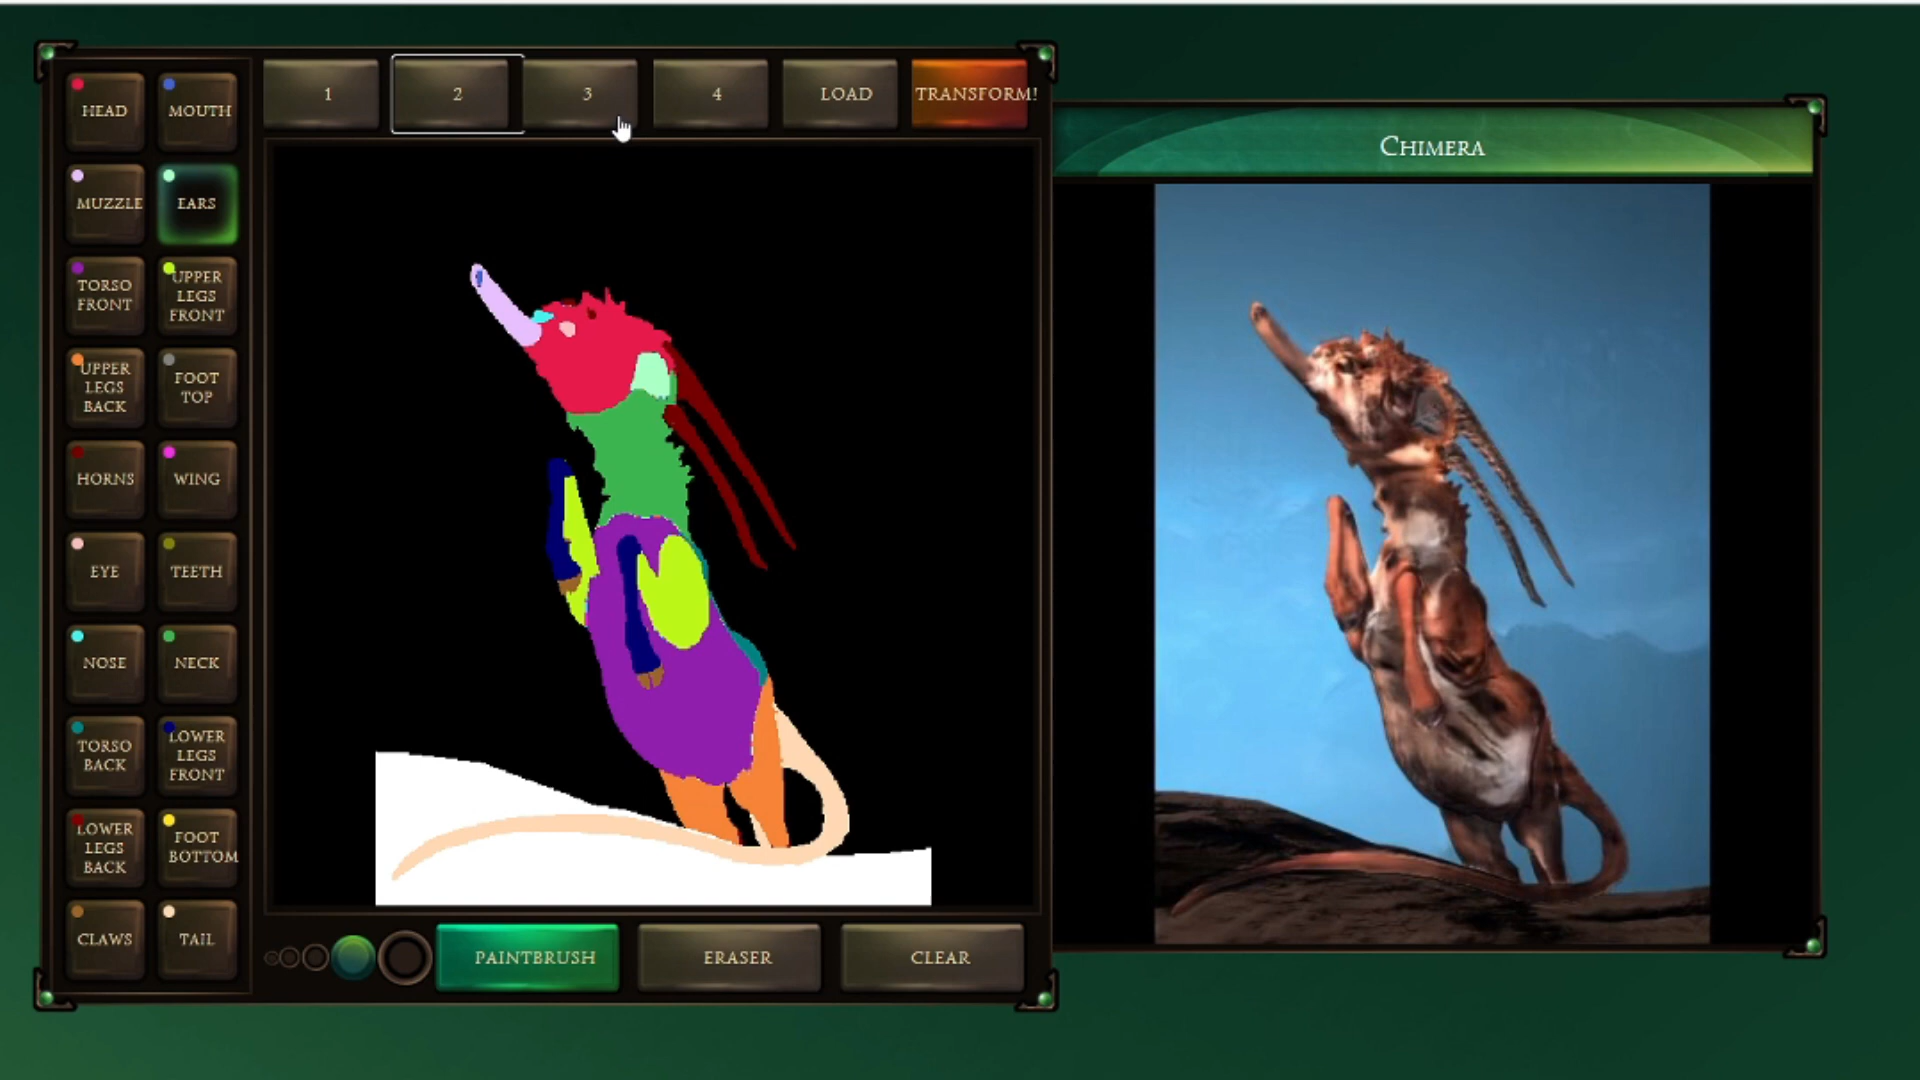 1 2 3 4 LOAD TRANSFORM!
HEAD MOUTH
MUZZLE EARS
TORSO
FRONT
UPPER
LEGS
FRONT
UPPER
LEGS
BACK
FOOT
TOP
HORNS WING
EYE TEETH
NOSE NECK
TORSO
BACK
LOWER
LEGS
FRONT
LOWER
LEGS
BACK
FOOT
BOTTOM
CLAWS TAIL
PAINTBRUSH ERASER CLEAR
CHIMERA